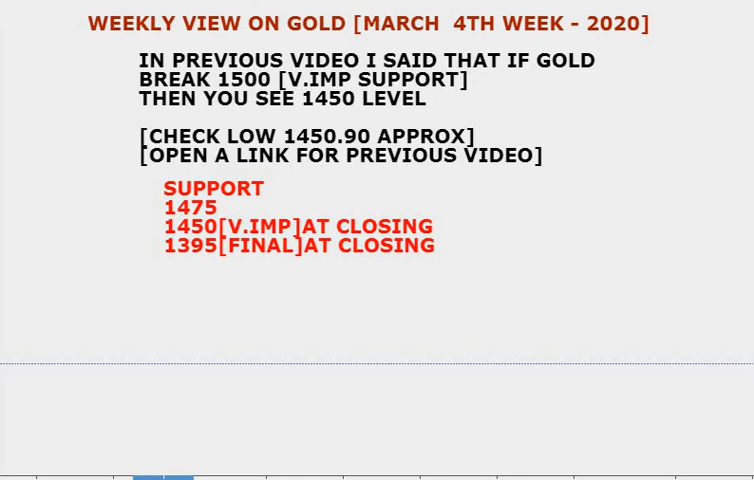 WEEKLY VIEW ON GOLD [MARCH 4TH WEEK - 2020]
IN PREVIOUS VIDEO I SAID THAT IF GOLD
BREAK 1500 [V.IMP SUPPORT]
THEN YOU SEE 1450 LEVEL
[CHECK LOW 1450.90 APPROX]
[OPEN A LINK FOR PREVIOUS VIDEO]
SUPPORT
1475
1450[V.IMP]AT CLOSING
1395[FINAL]AT CLOSING